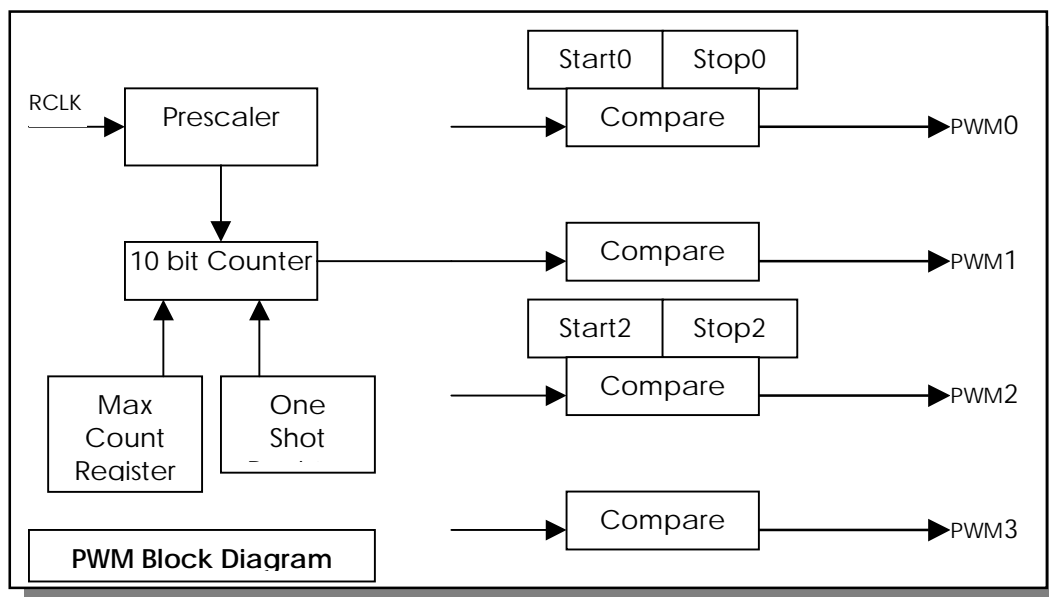 Start0 Stop0
RCLK
Prescaler
Compare
PWM0
10 bit Counter
Compare
PWM1
Start2 Stop2
Max
Count
Register
One
Shot
Compare
PWM2
Compare
PWM3
PWM Block Diagram